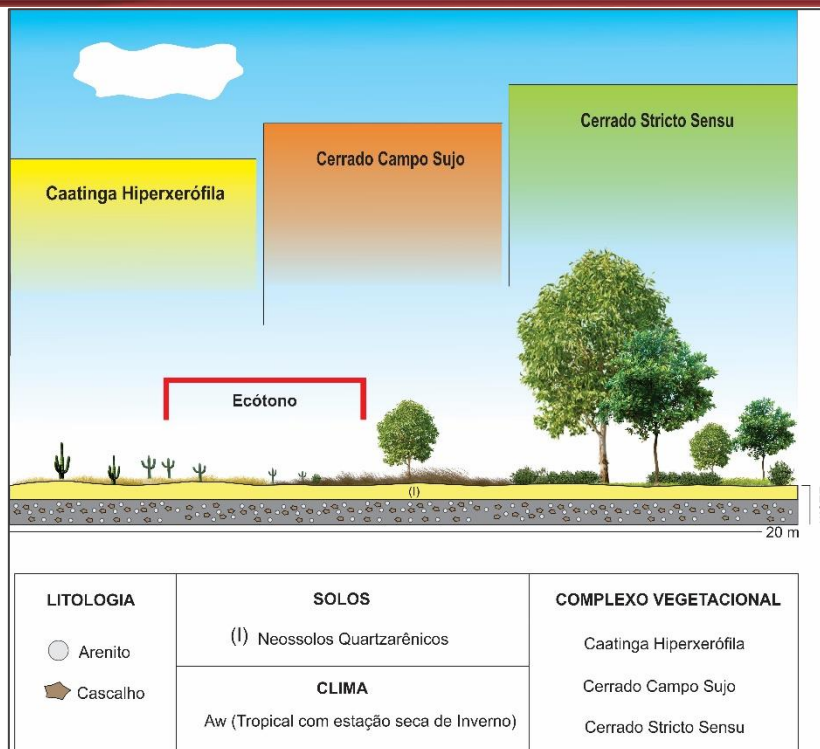 Caatinga Hiperxerófila
Cerrado Campo Sujo
Cerrado Stricto Sensu
Ecótono
(I)
20 m
LITOLOGIA
Arenito
Cascalho
SOLOS
(I) Neossolos Quartzarênicos
CLIMA
Aw (Tropical com estação seca de Inverno)
COMPLEXO VEGETACIONAL
Caatinga Hiperxerófila
Cerrado Campo Sujo
Cerrado Stricto Sensu